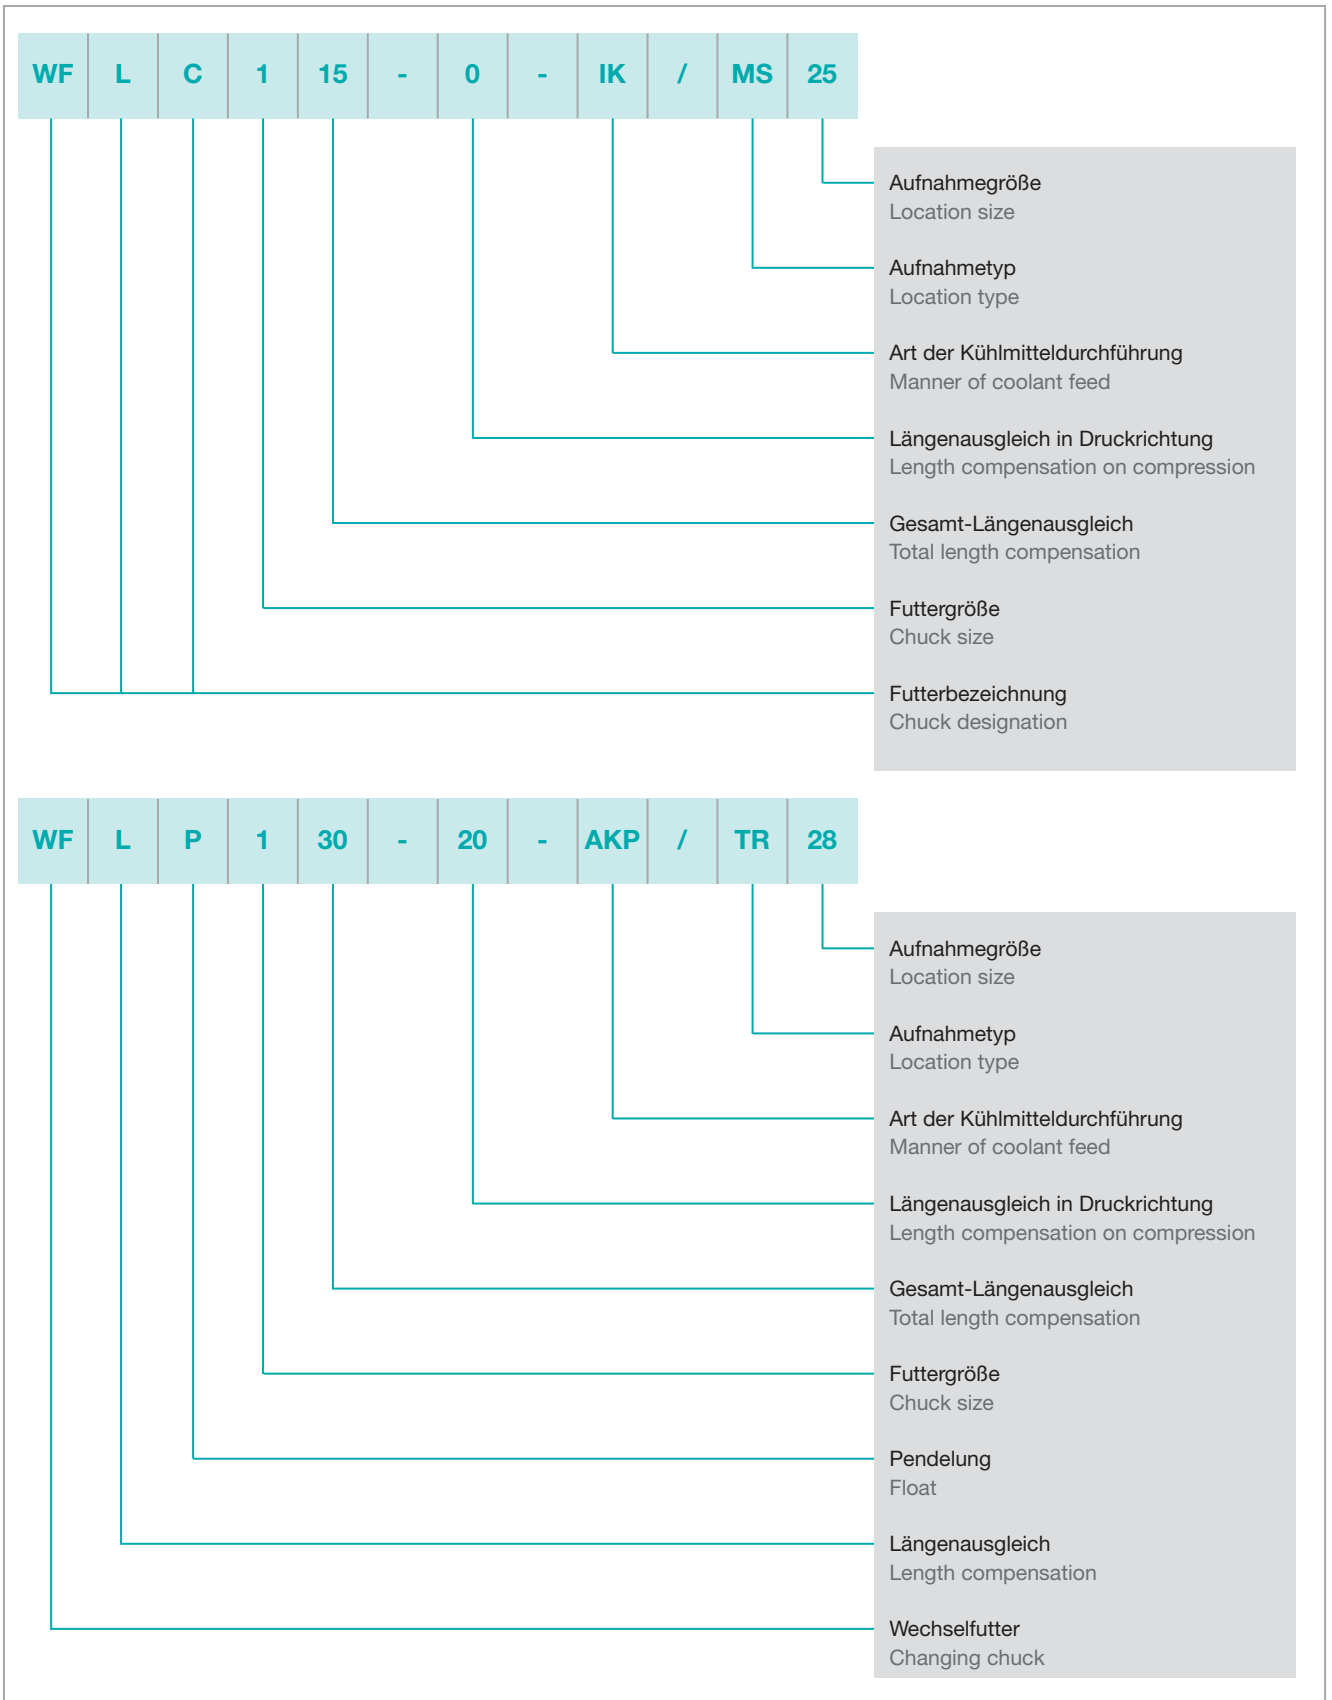 WF L C 1 15 - 0 - IK / MS 25
Aufnahmegröße
Location size
Aufnahmetyp
Location type
Art der Kühlmitteldurchführung
Manner of coolant feed
Längenausgleich in Druckrichtung
Length compensation on compression
Gesamt-Längenausgleich
Total length compensation
Futtergröße
Chuck size
Futterbezeichnung
Chuck designation
WF L P 1 30 - 20 - AKP / TR 28
Aufnahmegröße
Location size
Aufnahmetyp
Location type
Art der Kühlmitteldurchführung
Manner of coolant feed
Längenausgleich in Druckrichtung
Length compensation on compression
Gesamt-Längenausgleich
Total length compensation
Futtergröße
Chuck size
Pendelung
Float
Längenausgleich
Length compensation
Wechselfutter
Changing chuck